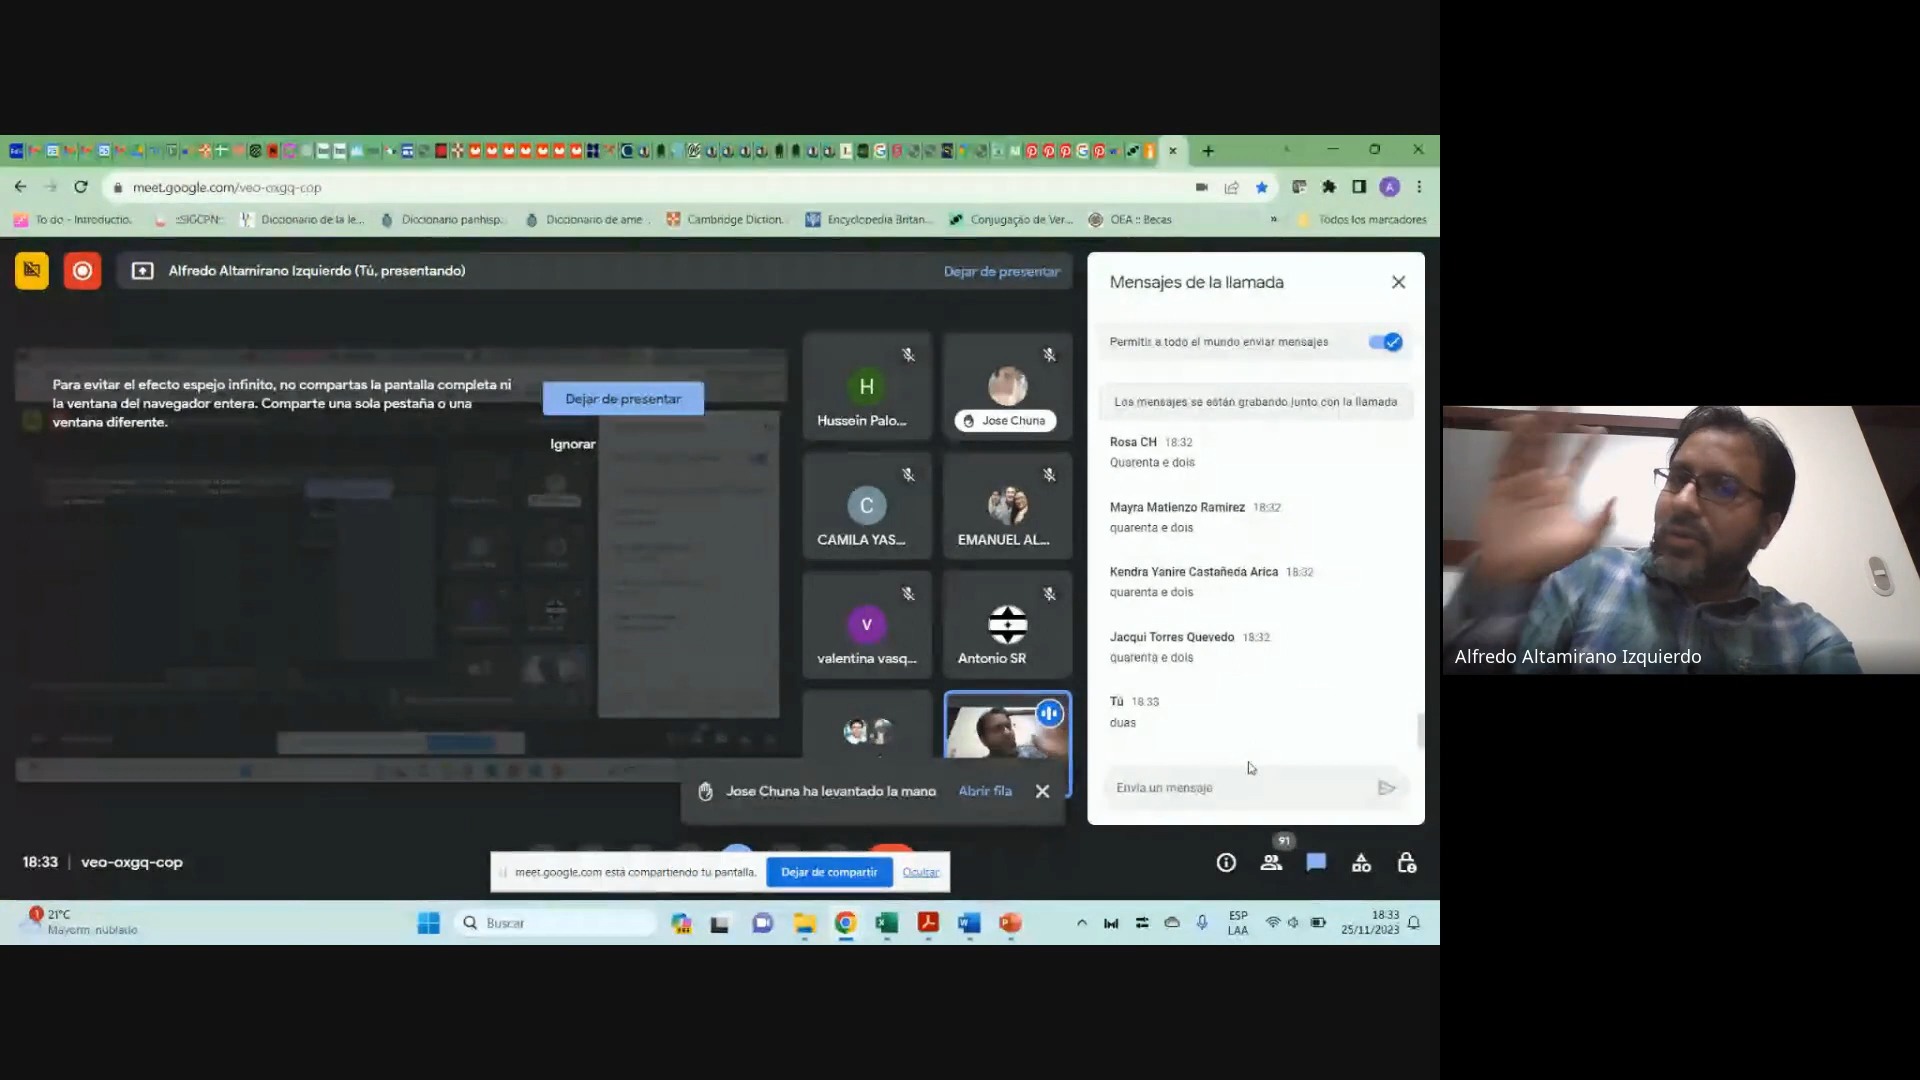 meet.google.com/veo-oxgq-cop
To do - Introductio...
::SIGCPN::
Diccionario de la le...
Diccionario panhisp...
Diccionario de ame...
Cambridge Diction...
Encyclopedia Britan...
Conjugação de Ver...
OEA :: Becas
»
Todos los marcadores
Alfredo Altamirano Izquierdo (Tú, presentando)
Dejar de presentar
Para evitar el efecto espejo infinito, no compartas la pantalla completa ni
la ventana del navegador entera. Comparte una sola pestaña o una
ventana diferente.
Dejar de presentar
Ignorar
H
Hussein Palo...
Jose Chuna
C
CAMILA YAS...
EMANUEL AL...
V
valentina vasq...
Antonio SR
Jose Chuna ha levantado la mano
Abrir fila
Mensajes de la llamada
Permitir a todo el mundo enviar mensajes
Los mensajes se están grabando junto con la llamada
Rosa CH 18:32
Quarenta e dois
Mayra Matienzo Ramirez 18:32
quarenta e dois
Kendra Yanire Castañeda Arica 18:32
quarenta e dois
Jacqui Torres Quevedo 18:32
quarenta e dois
Tú 18:33
duas
Envía un mensaje
Alfredo Altamirano Izquierdo
18:33 | veo-oxgq-cop
meet.google.com está compartiendo tu pantalla.
Dejar de compartir
Ocultar
91
1
21°C
Mayorm. nublado
Buscar
ESP
LAA
18:33
25/11/2023